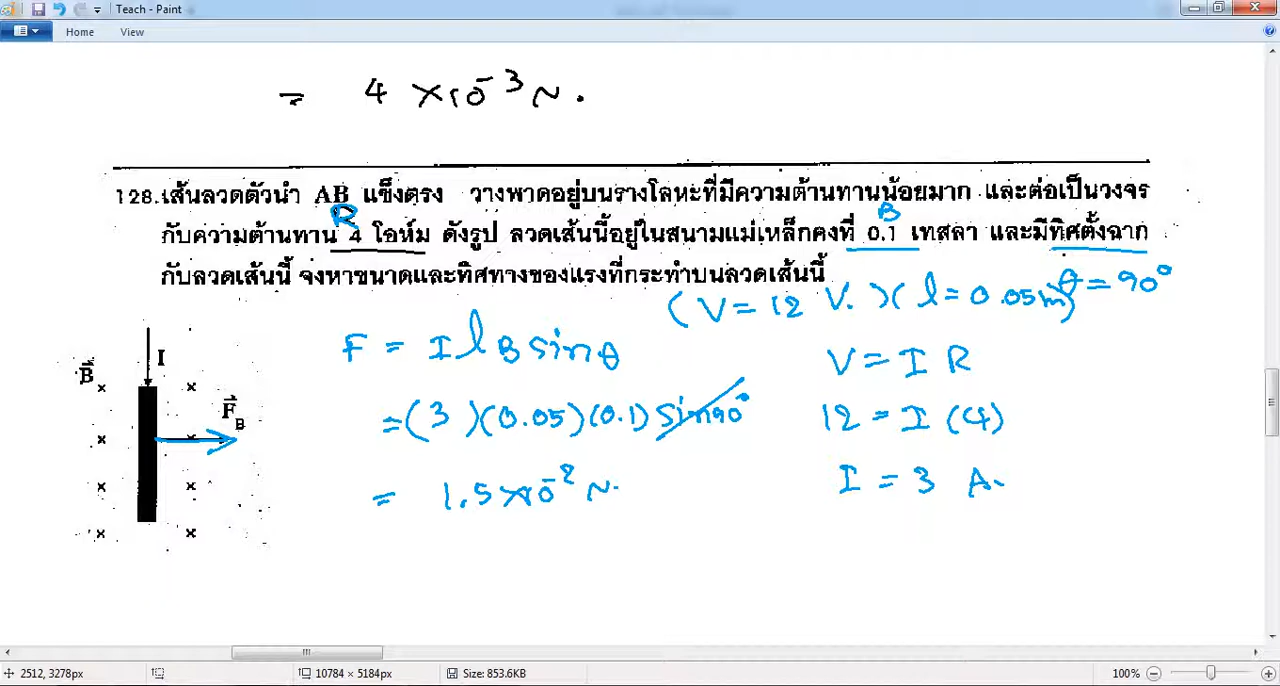 Teach - Paint
Home View
= 4 ×10⁻³ N.
128.เส้นลวดตัวนำ AB แข็งตรง วางพาดอยู่บนรางโลหะที่มีความต้านทานน้อยมาก และต่อเป็นวงจร
R B
กับความต้านทาน 4 โอห์ม ดังรูป ลวดเส้นนี้อยู่ในสนามแม่เหล็กคงที่ 0.1 เทสลา และมีทิศตั้งฉาก
กับลวดเส้นนี้ จงหาขนาดและทิศทางของแรงที่กระทำบนลวดเส้นนี้
(V = 12 V.)(l = 0.05m) θ = 90°
I
B⃗
F⃗B
F = I l B sin θ
= (3)(0.05)(0.1) sin90°
= 1.5×10⁻² N.
V = I R
12 = I (4)
I = 3 A.
2512, 3278px 10784 × 5184px Size: 853.6KB 100%